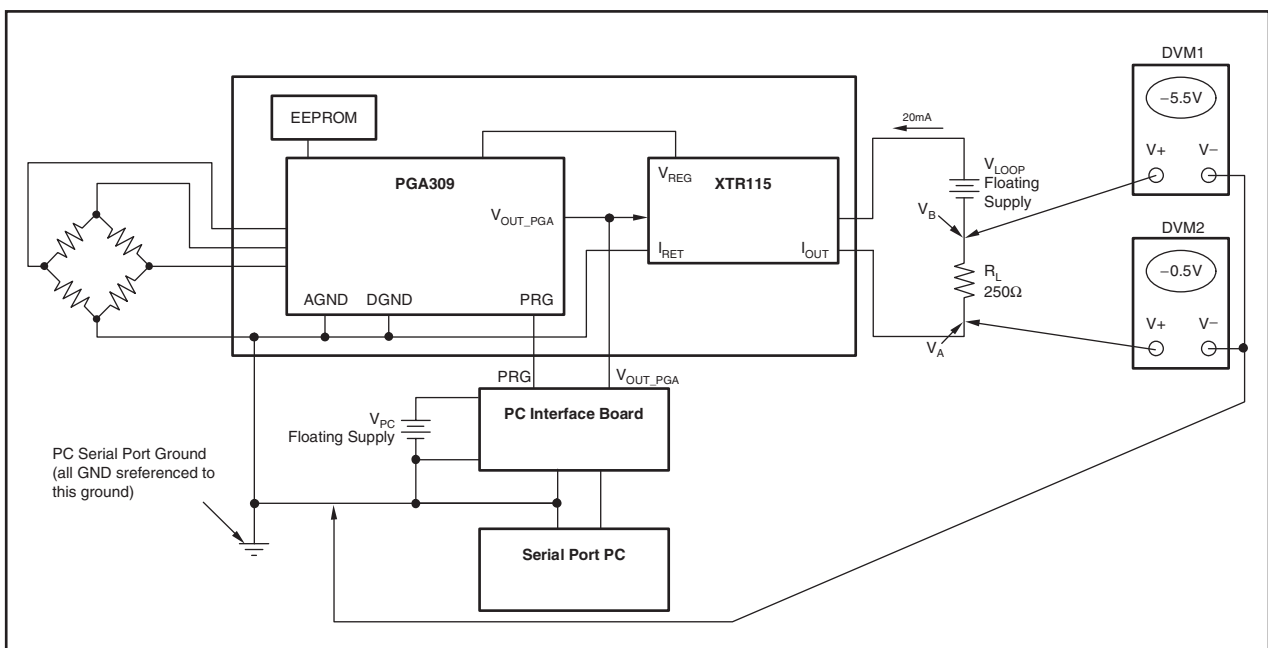 DVM1
−5.5V
V+ V−
EEPROM
20mA
PGA309
XTR115
V_REG
V_LOOP
Floating
Supply
V_OUT_PGA
V_B
DVM2
−0.5V
V+ V−
I_RET
I_OUT
R_L
250Ω
AGND DGND PRG
V_A
PRG
V_OUT_PGA
PC Interface Board
V_PC
Floating Supply
PC Serial Port Ground
(all GND sreferenced to
this ground)
Serial Port PC